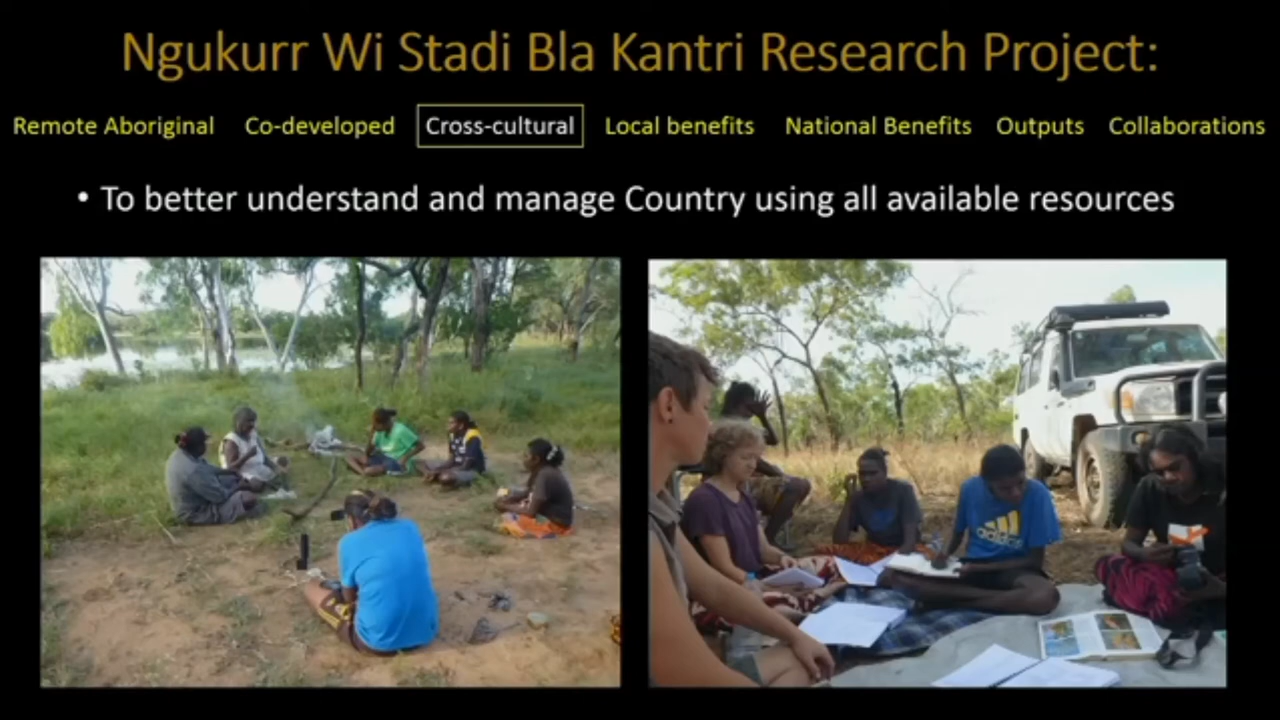 Ngukurr Wi Stadi Bla Kantri Research Project:
Remote Aboriginal Co-developed Cross-cultural Local benefits National Benefits Outputs Collaborations
• To better understand and manage Country using all available resources
adidas